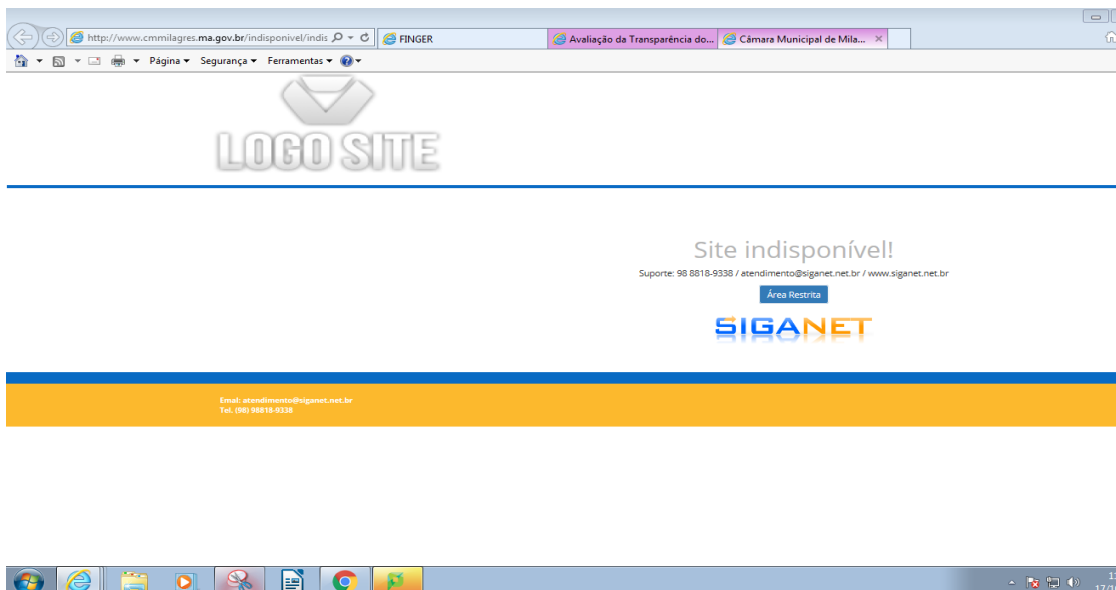 http://www.cmmilagres.ma.gov.br/indisponivel/indis
FINGER
Avaliação da Transparência do...
Câmara Municipal de Mila...
Página Segurança Ferramentas
LOGO SITE
Site indisponível!
Suporte: 98 8818-9338 / atendimento@siganet.net.br / www.siganet.net.br
Área Restrita
SIGANET
Emal: atendimento@siganet.net.br
Tel. (98) 98818-9338